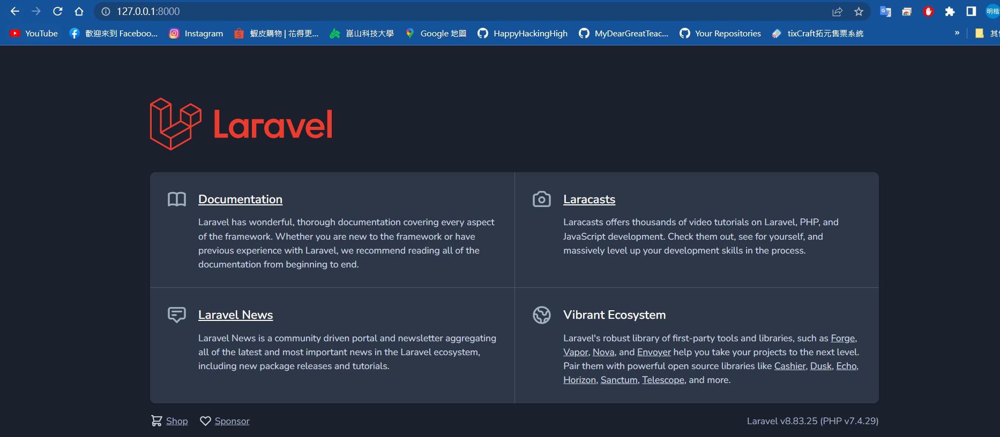 127.0.0.1:8000
明楷
YouTube
歡迎來到 Faceboo...
Instagram
蝦皮購物 | 花得更...
崑山科技大學
Google 地圖
HappyHackingHigh
MyDearGreatTeac...
Your Repositories
tixCraft拓元售票系統
»
Laravel
Documentation
Laravel has wonderful, thorough documentation covering every aspect
of the framework. Whether you are new to the framework or have
previous experience with Laravel, we recommend reading all of the
documentation from beginning to end.
Laracasts
Laracasts offers thousands of video tutorials on Laravel, PHP, and
JavaScript development. Check them out, see for yourself, and
massively level up your development skills in the process.
Laravel News
Laravel News is a community driven portal and newsletter aggregating
all of the latest and most important news in the Laravel ecosystem,
including new package releases and tutorials.
Vibrant Ecosystem
Laravel's robust library of first-party tools and libraries, such as Forge,
Vapor, Nova, and Envoyer help you take your projects to the next level.
Pair them with powerful open source libraries like Cashier, Dusk, Echo,
Horizon, Sanctum, Telescope, and more.
Shop
Sponsor
Laravel v8.83.25 (PHP v7.4.29)